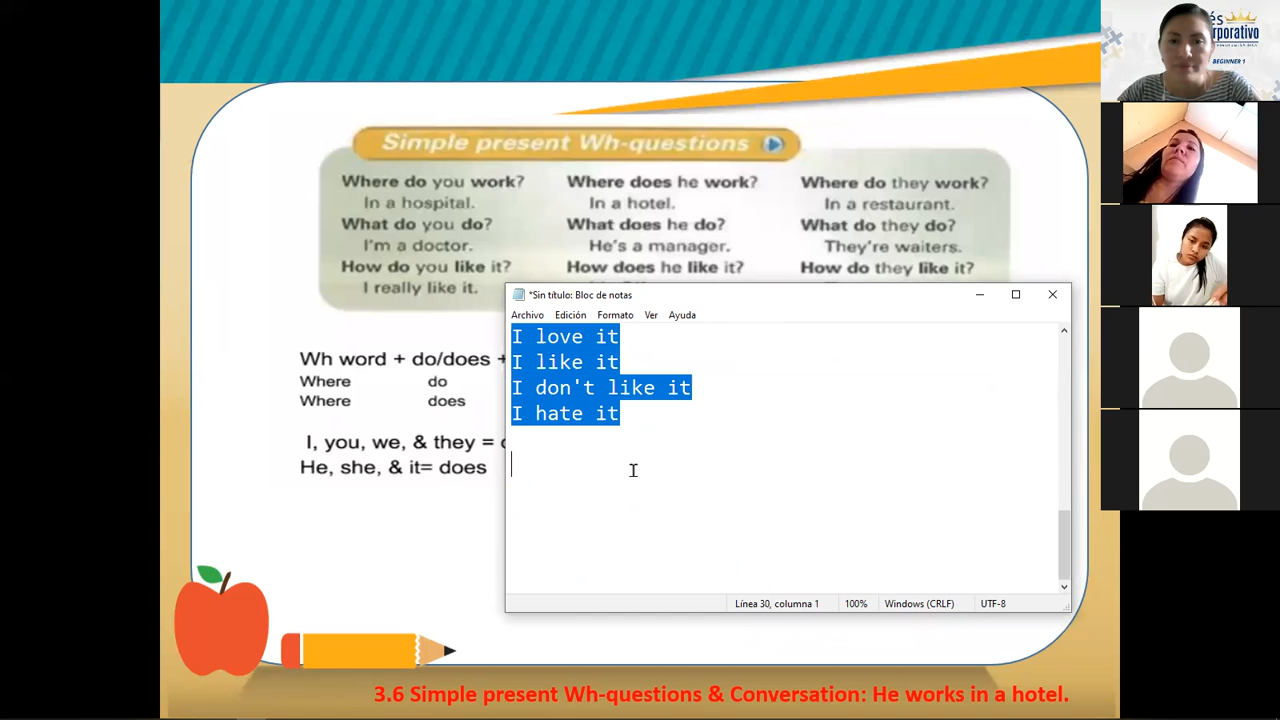 Simple present Wh-questions
Where do you work?
In a hospital.
What do you do?
I'm a doctor.
How do you like it?
I really like it.
Where does he work?
In a hotel.
What does he do?
He's a manager.
How does he like it?
Where do they work?
In a restaurant.
What do they do?
They're waiters.
How do they like it?
Wh word + do/does +
Where do
Where does
I, you, we, & they =
He, she, & it= does
*Sin título: Bloc de notas
Archivo Edición Formato Ver Ayuda
I love it
I like it
I don't like it
I hate it
Línea 30, columna 1 100% Windows (CRLF) UTF-8
3.6 Simple present Wh-questions & Conversation: He works in a hotel.
BEGINNER 1